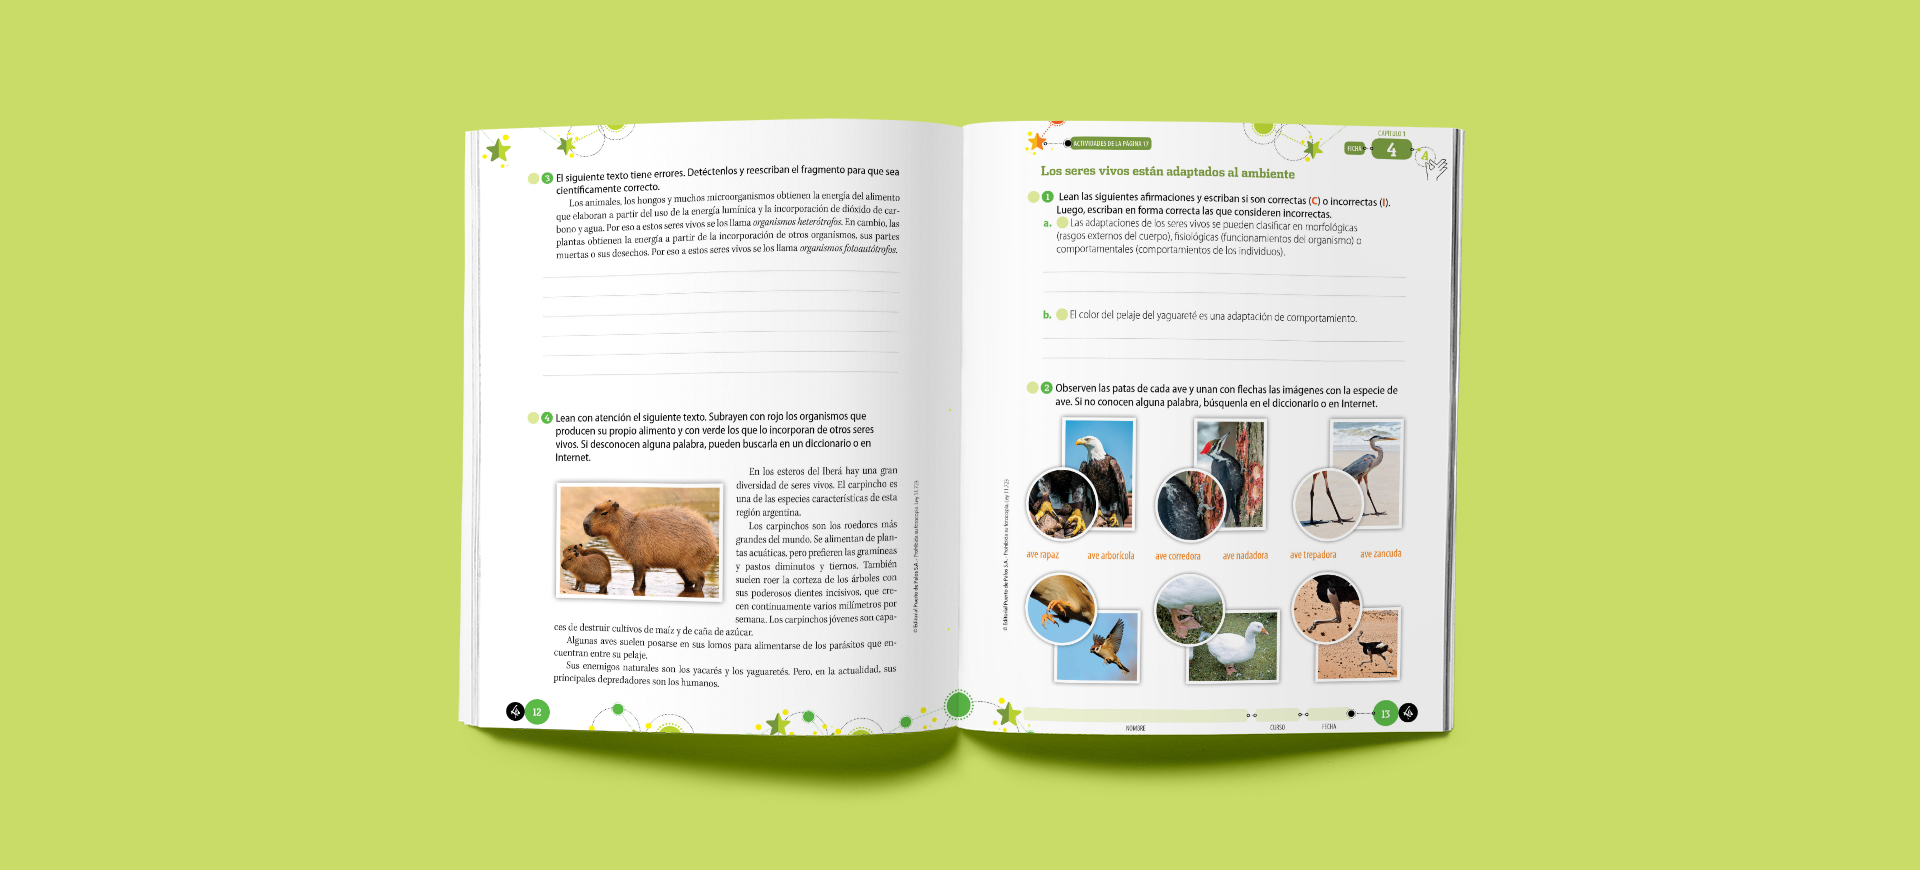 3 El siguiente texto tiene errores. Detéctenlos y reescriban el fragmento para que sea
científicamente correcto.
Los animales, los hongos y muchos microorganismos obtienen la energía del alimento
que elaboran a partir del uso de la energía lumínica y la incorporación de dióxido de car-
bono y agua. Por eso a estos seres vivos se los llama organismos heterótrofos. En cambio, las
plantas obtienen la energía a partir de la incorporación de otros organismos, sus partes
muertas o sus desechos. Por eso a estos seres vivos se los llama organismos fotoautótrofos.
4 Lean con atención el siguiente texto. Subrayen con rojo los organismos que
producen su propio alimento y con verde los que lo incorporan de otros seres
vivos. Si desconocen alguna palabra, pueden buscarla en un diccionario o en
Internet.
En los esteros del Iberá hay una gran
diversidad de seres vivos. El carpincho es
una de las especies características de esta
región argentina.
Los carpinchos son los roedores más
grandes del mundo. Se alimentan de plan-
tas acuáticas, pero prefieren las gramíneas
y pastos diminutos y tiernos. También
suelen roer la corteza de los árboles con
sus poderosos dientes incisivos, que cre-
cen continuamente varios milímetros por
semana. Los carpinchos jóvenes son capa-
ces de destruir cultivos de maíz y de caña de azúcar.
Algunas aves suelen posarse en sus lomos para alimentarse de los parásitos que en-
cuentran entre su pelaje.
Sus enemigos naturales son los yacarés y los yaguaretés. Pero, en la actualidad, sus
principales depredadores son los humanos.
© Editorial Puerto de Palos S.A. - Prohibida su fotocopia. Ley 11.723
12
ACTIVIDADES DE LA PÁGINA 17
CAPÍTULO 1
FICHA 4
A
Los seres vivos están adaptados al ambiente
1 Lean las siguientes afirmaciones y escriban si son correctas (C) o incorrectas (I).
Luego, escriban en forma correcta las que consideren incorrectas.
a. Las adaptaciones de los seres vivos se pueden clasificar en morfológicas
(rasgos externos del cuerpo), fisiológicas (funcionamientos del organismo) o
comportamentales (comportamientos de los individuos).
b. El color del pelaje del yaguareté es una adaptación de comportamiento.
2 Observen las patas de cada ave y unan con flechas las imágenes con la especie de
ave. Si no conocen alguna palabra, búsquenla en el diccionario o en Internet.
ave rapaz ave arborícola ave corredora ave nadadora ave trepadora ave zancuda
© Editorial Puerto de Palos S.A. - Prohibida su fotocopia. Ley 11.723
NOMBRE CURSO FECHA
13